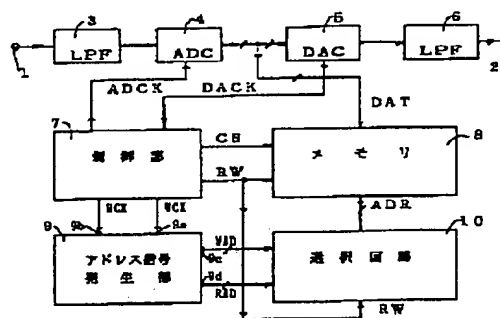 3 4 5 6
LPF ADC DAC LPF
1 2
ADCK DACK DAT
7 8
制御部 CS メモリ
RW
RCK WCK ADR
9 9b 9a 10
アドレス信号 WAD 選択回路
発生部 9c
9d
RAD
RW